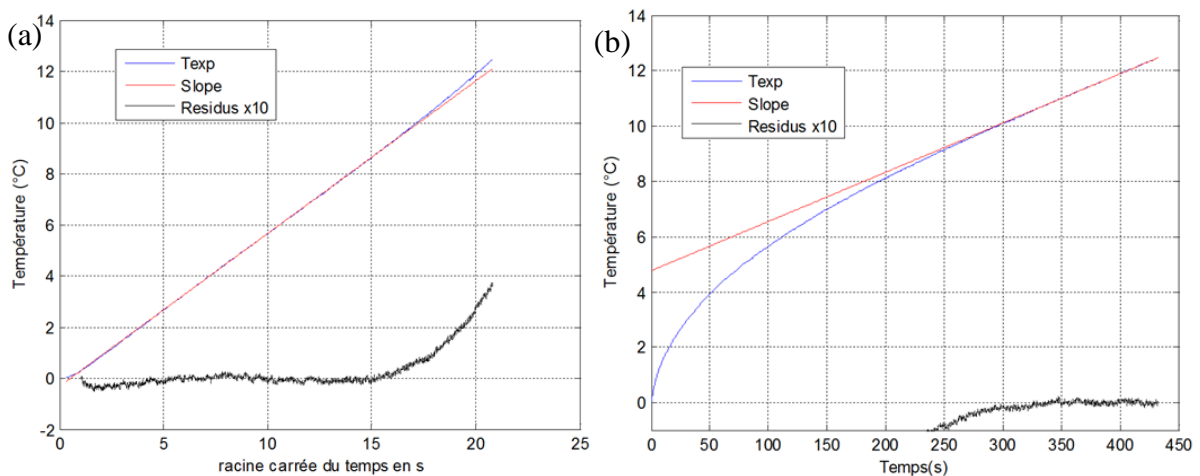 (a)
Température (°C)
14
12
10
8
6
4
2
0
-2
Texp
Slope
Residus x10
0 5 10 15 20 25
racine carrée du temps en s
(b)
Température (°C)
14
12
10
8
6
4
2
0
Texp
Slope
Residus x10
0 50 100 150 200 250 300 350 400 450
Temps(s)